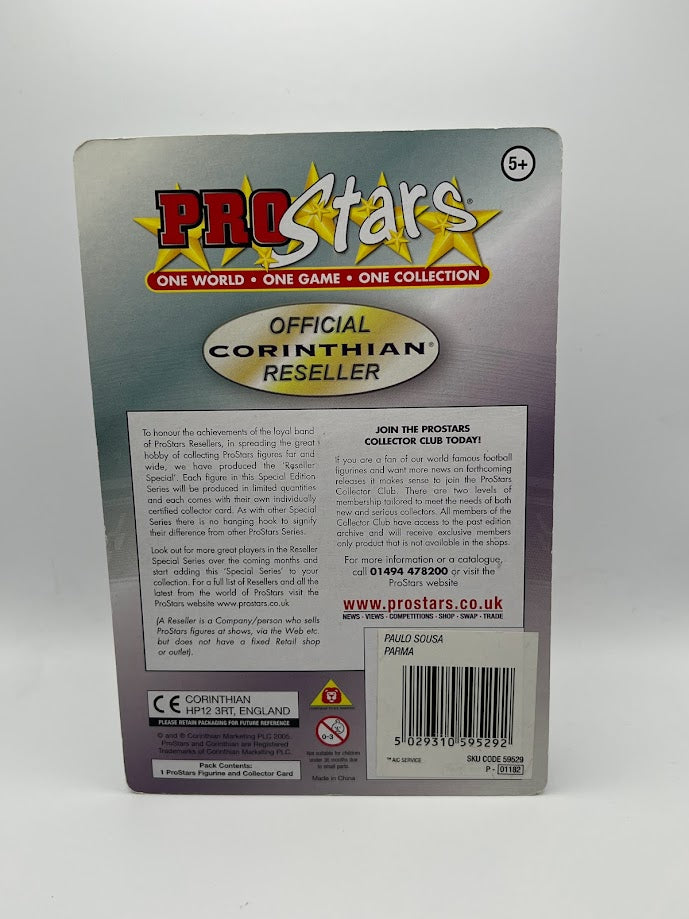 5+
PROStars®
ONE WORLD • ONE GAME • ONE COLLECTION
OFFICIAL
CORINTHIAN®
RESELLER
To honour the achievements of the loyal band
of ProStars Resellers, in spreading the great
hobby of collecting ProStars figures far and
wide, we have produced the 'Reseller
Special'. Each figure in this Special Edition
Series will be produced in limited quantities
and each comes with their own individually
certified collector card. As with other Special
Series there is no hanging hook to signify
their difference from other ProStars Series.
Look out for more great players in the Reseller
Special Series over the coming months and
start adding this 'Special Series' to your
collection. For a full list of Resellers and all the
latest from the world of ProStars visit the
ProStars website www.prostars.co.uk
(A Reseller is a Company/person who sells
ProStars figures at shows, via the Web etc.
but does not have a fixed Retail shop
or outlet).
JOIN THE PROSTARS
COLLECTOR CLUB TODAY!
If you are a fan of our world famous football
figurines and want more news on forthcoming
releases it makes sense to join the ProStars
Collector Club. There are two levels of
membership tailored to meet the needs of both
new and serious collectors. All members of the
Collector Club have access to the past edition
archive and will receive exclusive members
only product that is not available in the shops.
For more information or a catalogue,
call 01494 478200 or visit the
ProStars website
www.prostars.co.uk
NEWS - VIEWS - COMPETITIONS - SHOP - SWAP - TRADE
PAULO SOUSA
PARMA
5 029310 595292
™ A/C SERVICE
SKU CODE 59529
P - 01182
CE CORINTHIAN
HP12 3RT, ENGLAND
PLEASE RETAIN PACKAGING FOR FUTURE REFERENCE
© and ® Corinthian Marketing PLC 2005.
ProStars and Corinthian are Registered
Trademarks of Corinthian Marketing PLC.
Pack Contents:
1 ProStars Figurine and Collector Card
0-3
Not suitable for children
under 36 months due
to small parts.
Made in China